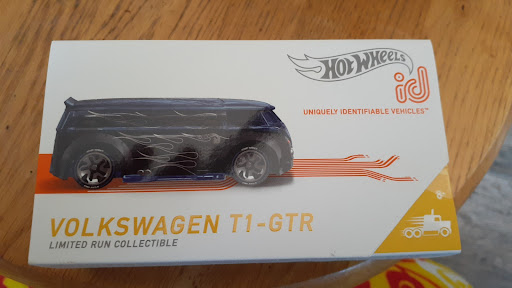 Hot Wheels
id
UNIQUELY iDENTIFIABLE VEHICLES™
VOLKSWAGEN T1-GTR
LIMITED RUN COLLECTIBLE